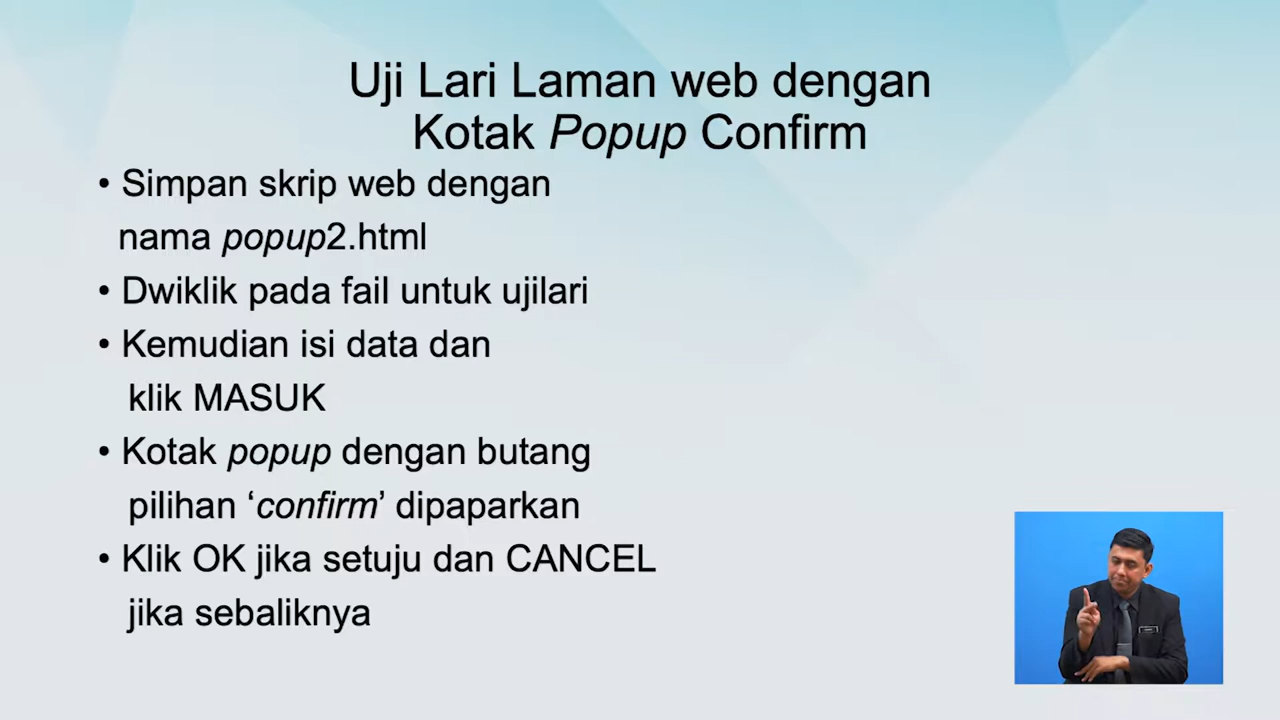 Uji Lari Laman web dengan
Kotak Popup Confirm
• Simpan skrip web dengan
nama popup2.html
• Dwiklik pada fail untuk ujilari
• Kemudian isi data dan
klik MASUK
• Kotak popup dengan butang
pilihan ‘confirm’ dipaparkan
• Klik OK jika setuju dan CANCEL
jika sebaliknya